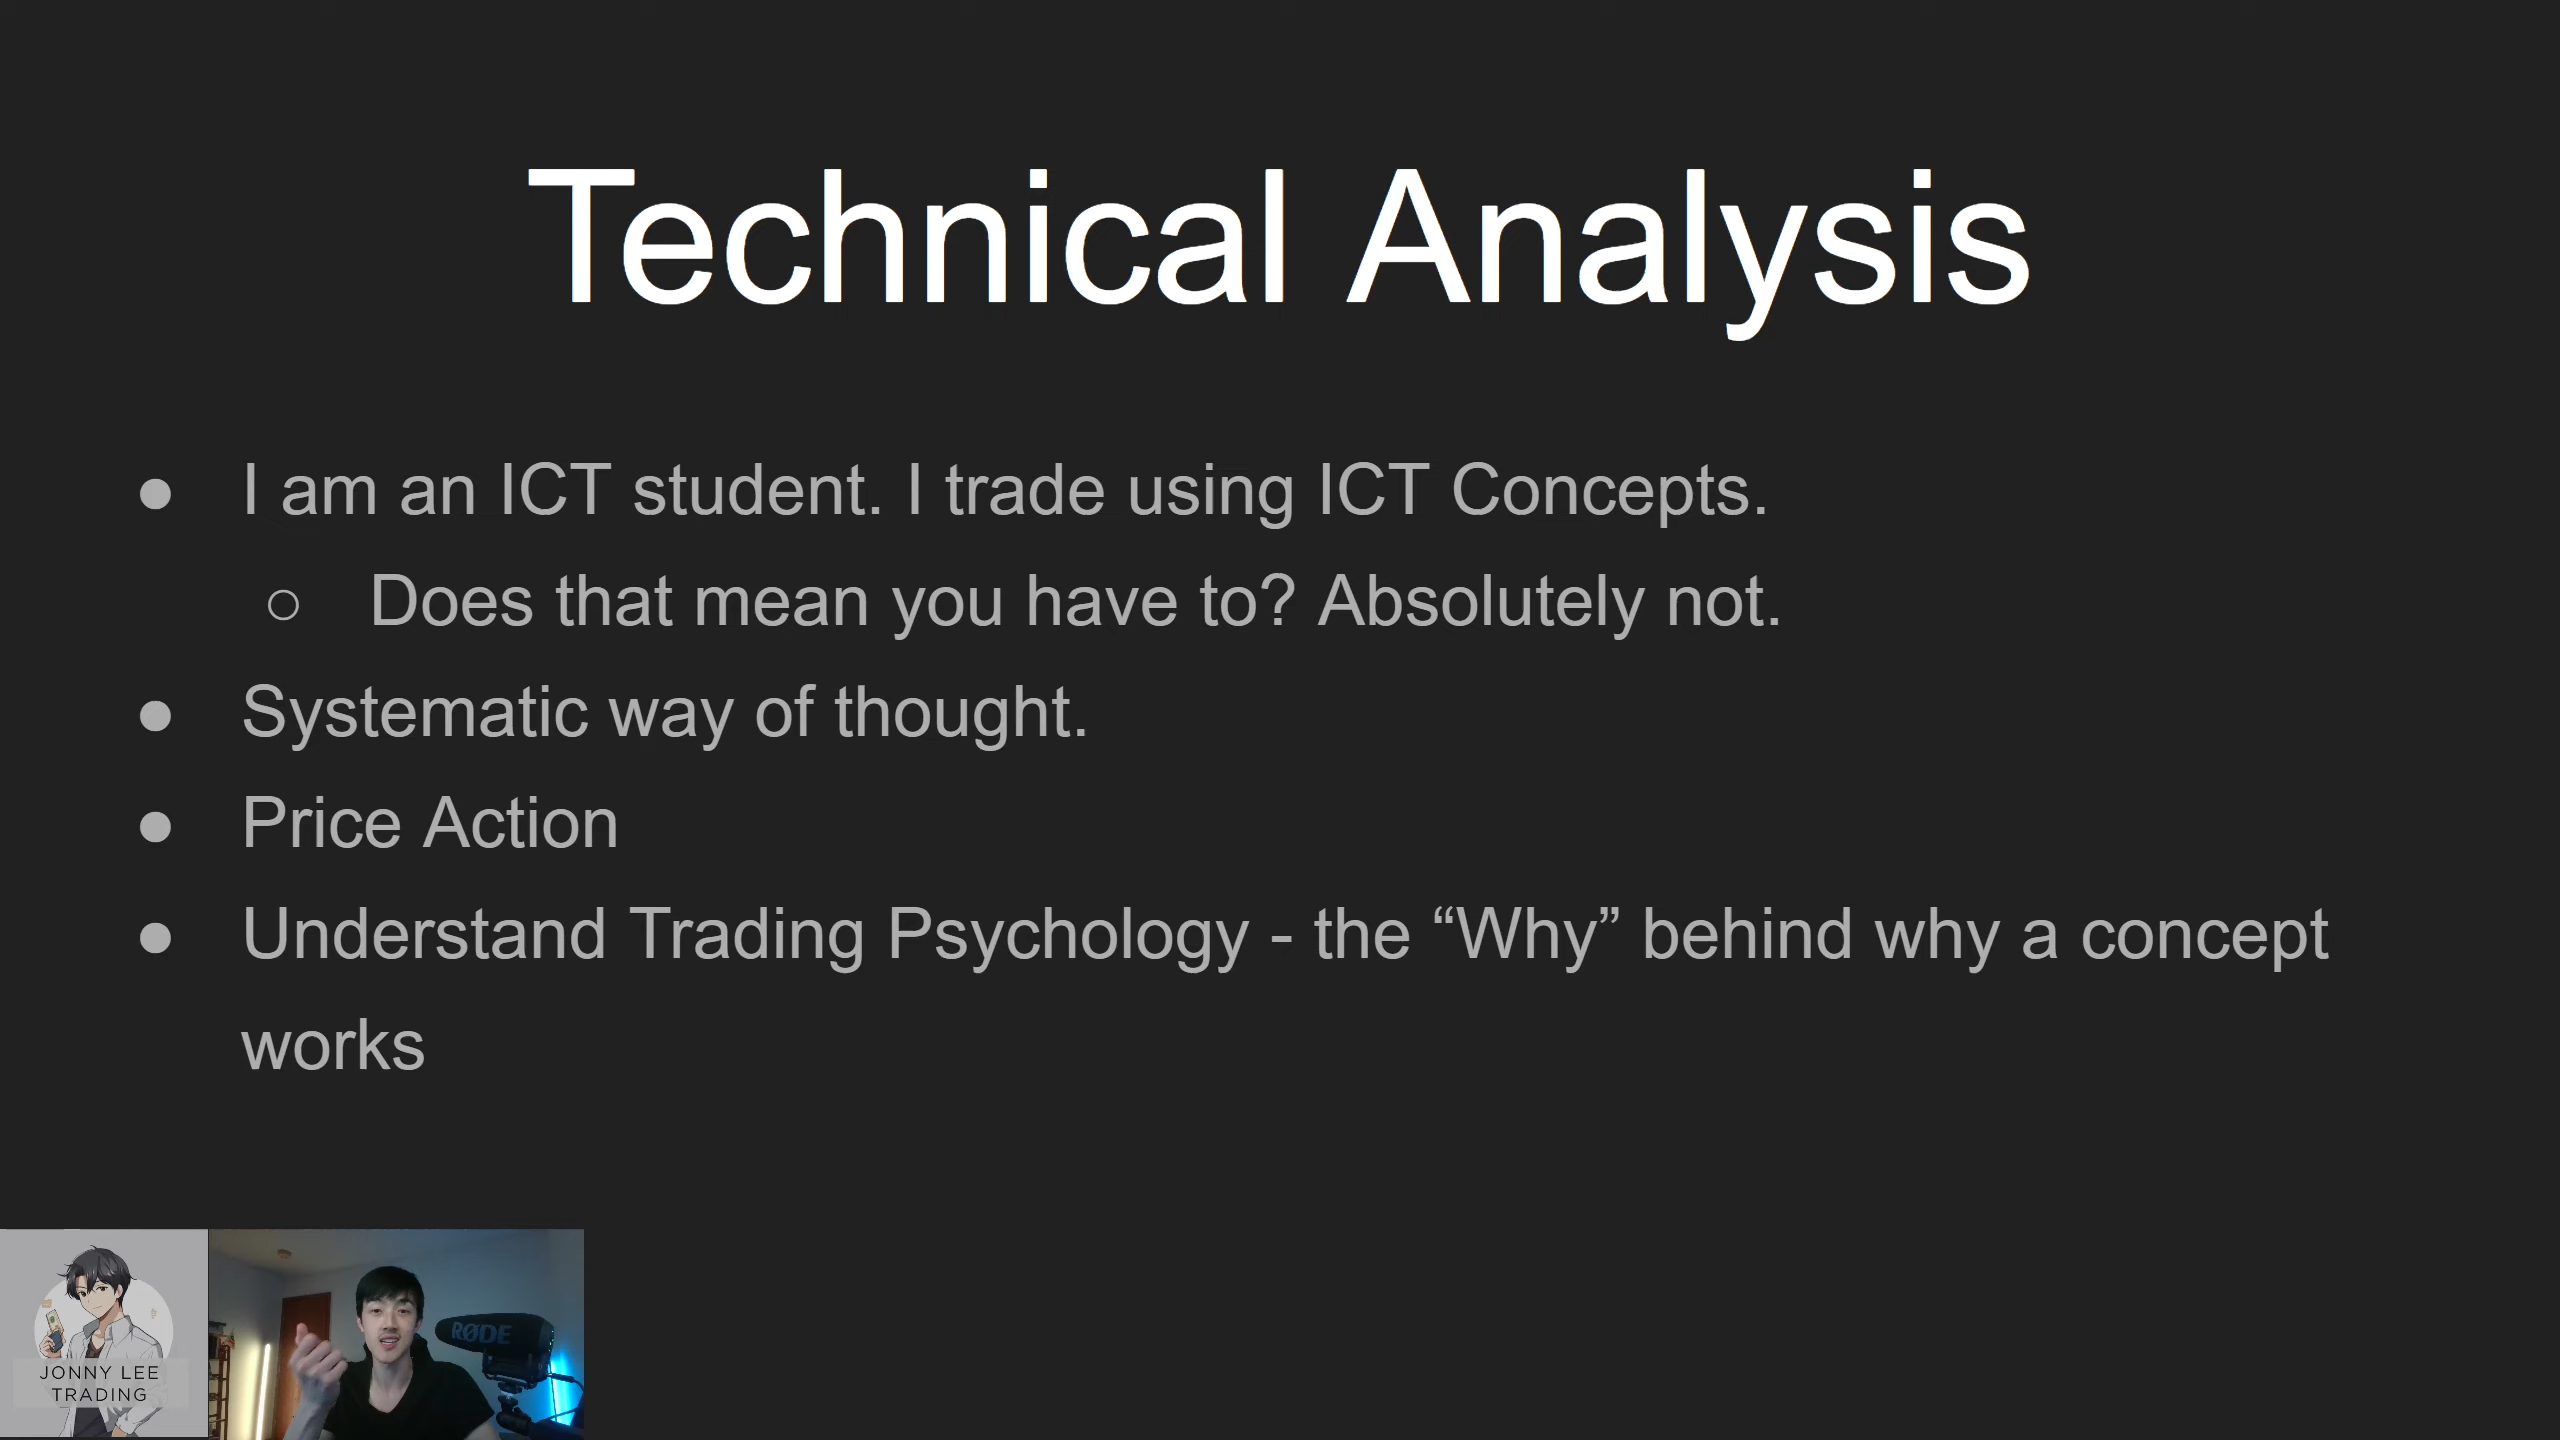 Technical Analysis
● I am an ICT student. I trade using ICT Concepts.
○ Does that mean you have to? Absolutely not.
● Systematic way of thought.
● Price Action
● Understand Trading Psychology - the “Why” behind why a concept
works
JONNY LEE
TRADING
RØDE